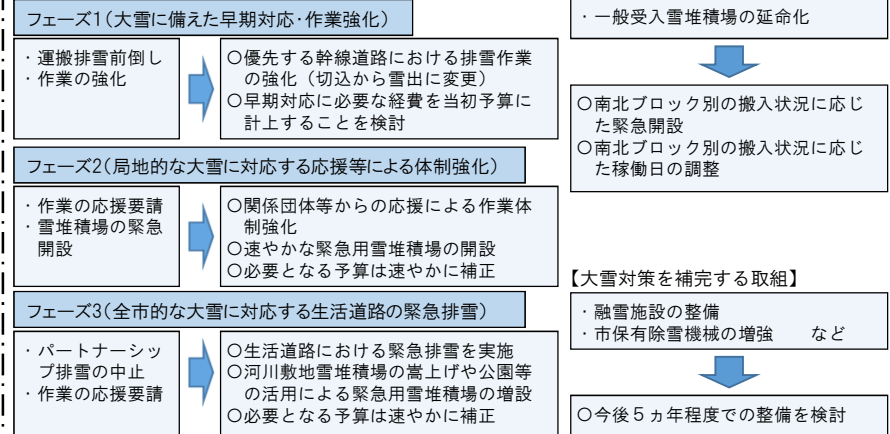 フェーズ1(大雪に備えた早期対応･作業強化)
・運搬排雪前倒し
・作業の強化
○優先する幹線道路における排雪作業
の強化(切込から雪出に変更)
○早期対応に必要な経費を当初予算に
計上することを検討
フェーズ2(局地的な大雪に対応する応援等による体制強化)
・作業の応援要請
・雪堆積場の緊急
開設
○関係団体等からの応援による作業体
制強化
○速やかな緊急用雪堆積場の開設
○必要となる予算は速やかに補正
フェーズ3(全市的な大雪に対応する生活道路の緊急排雪)
・パートナーシッ
プ排雪の中止
・作業の応援要請
○生活道路における緊急排雪を実施
○河川敷地雪堆積場の嵩上げや公園等
の活用による緊急用雪堆積場の増設
○必要となる予算は速やかに補正
・一般受入雪堆積場の延命化
○南北ブロック別の搬入状況に応じ
た緊急開設
○南北ブロック別の搬入状況に応じ
た稼働日の調整
【大雪対策を補完する取組】
・融雪施設の整備
・市保有除雪機械の増強　など
○今後５ヵ年程度での整備を検討